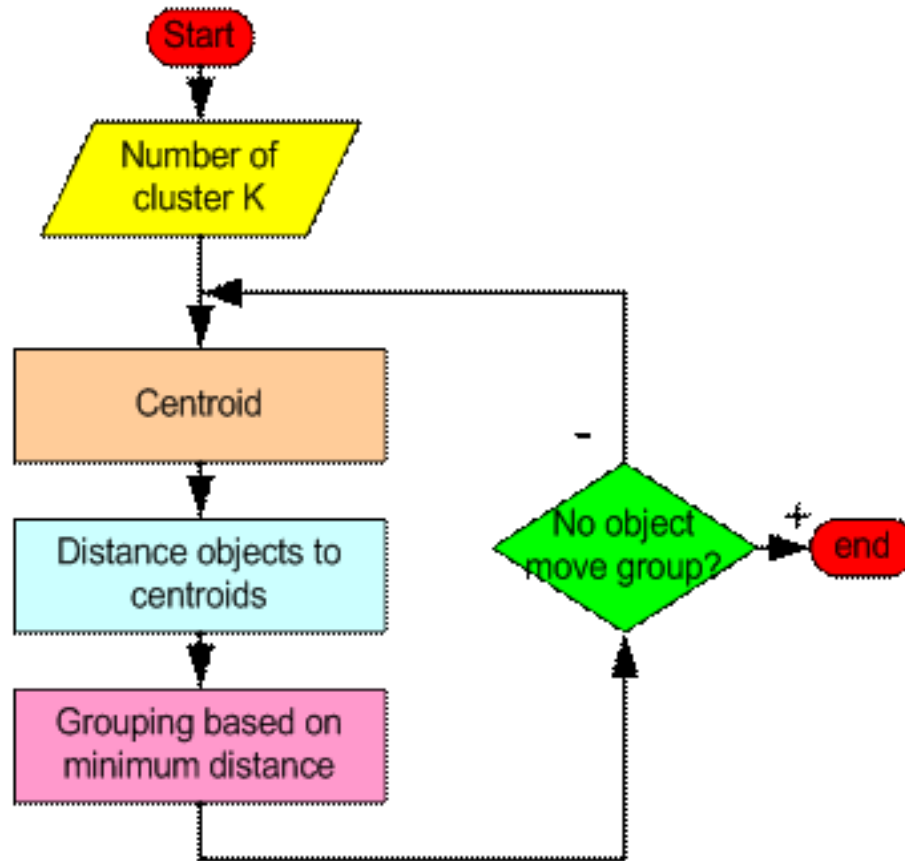 Start
Number of
cluster K
Centroid
Distance objects to
centroids
Grouping based on
minimum distance
-
No object
move group?
+
end